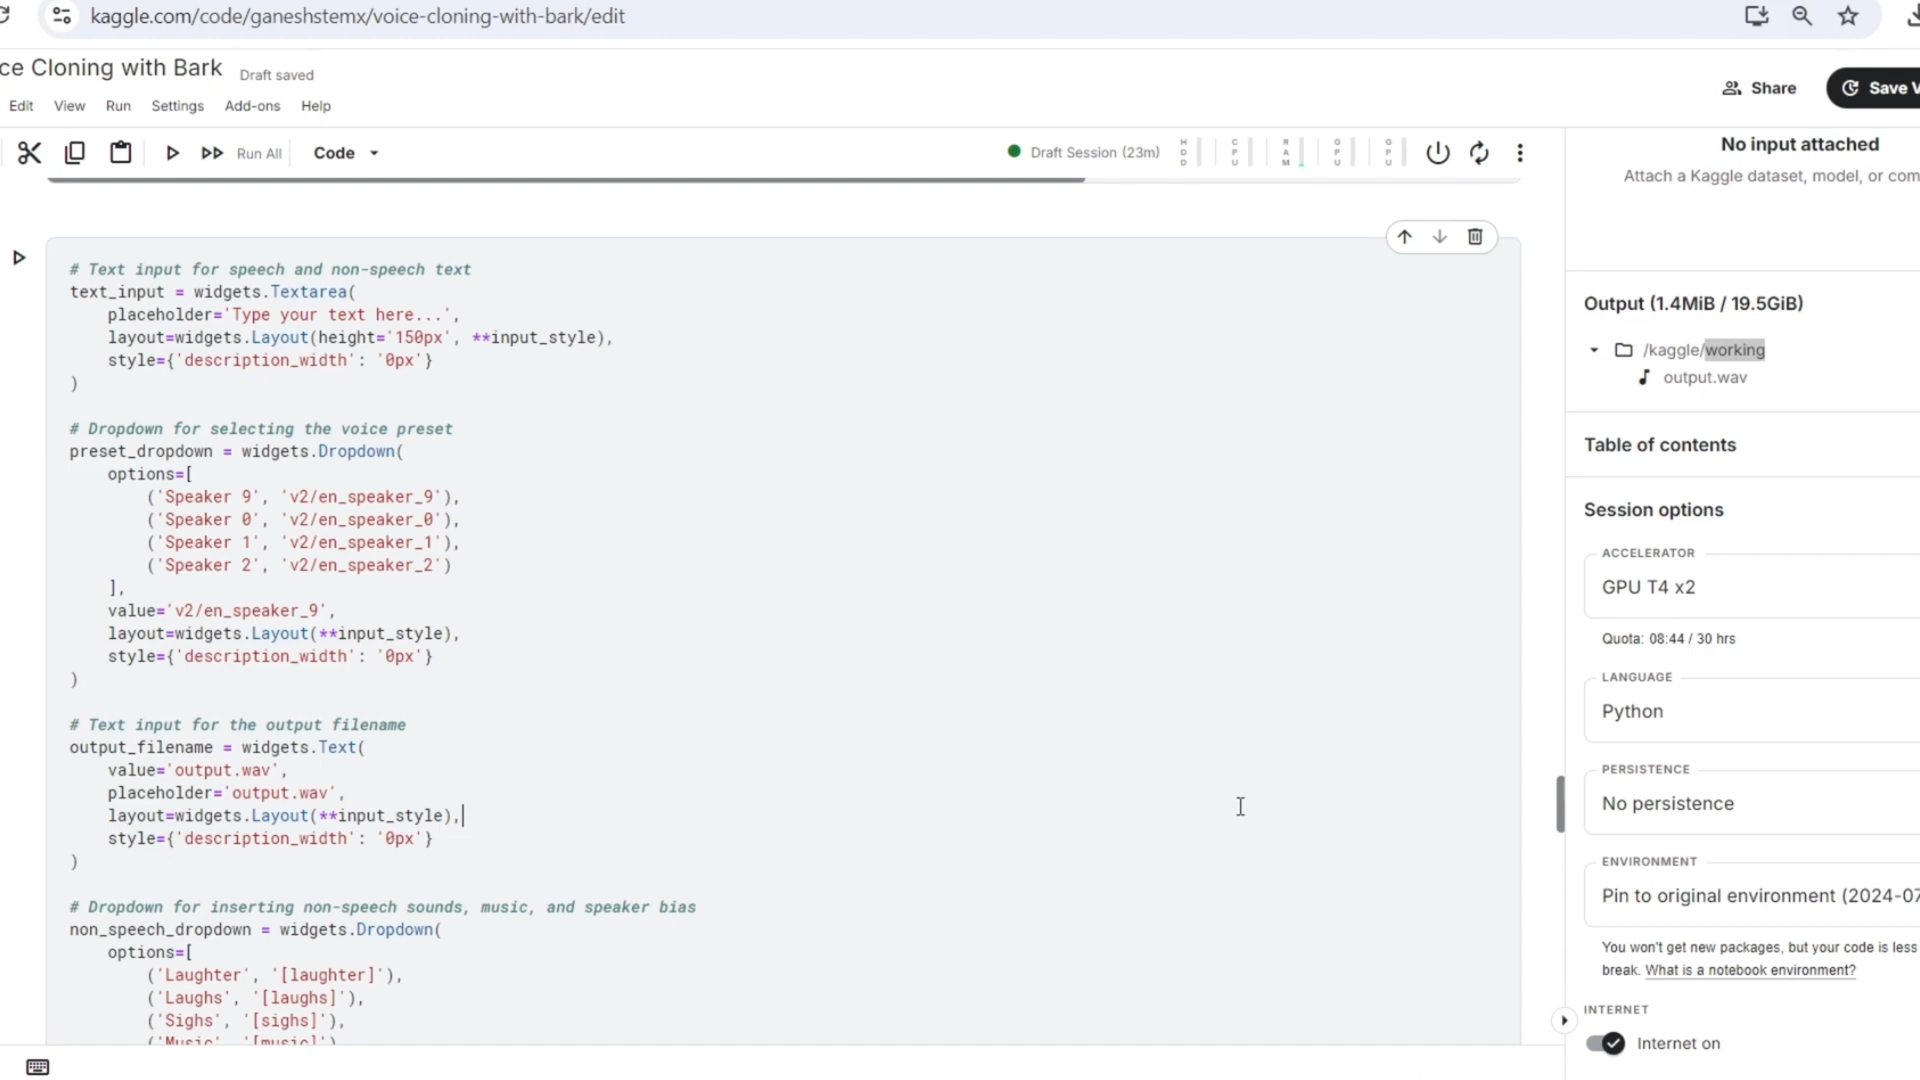 kaggle.com/code/ganeshstemx/voice-cloning-with-bark/edit
ce Cloning with Bark Draft saved
Share
Save V
Edit View Run Settings Add-ons Help
Run All Code
Draft Session (23m) HDD CPU RAM GPU GPU
No input attached
Attach a Kaggle dataset, model, or com
# Text input for speech and non-speech text
text_input = widgets.Textarea(
    placeholder='Type your text here...',
    layout=widgets.Layout(height='150px', **input_style),
    style={'description_width': '0px'}
)
# Dropdown for selecting the voice preset
preset_dropdown = widgets.Dropdown(
    options=[
        ('Speaker 9', 'v2/en_speaker_9'),
        ('Speaker 0', 'v2/en_speaker_0'),
        ('Speaker 1', 'v2/en_speaker_1'),
        ('Speaker 2', 'v2/en_speaker_2')
    ],
    value='v2/en_speaker_9',
    layout=widgets.Layout(**input_style),
    style={'description_width': '0px'}
)
# Text input for the output filename
output_filename = widgets.Text(
    value='output.wav',
    placeholder='output.wav',
    layout=widgets.Layout(**input_style),
    style={'description_width': '0px'}
)
# Dropdown for inserting non-speech sounds, music, and speaker bias
non_speech_dropdown = widgets.Dropdown(
    options=[
        ('Laughter', '[laughter]'),
        ('Laughs', '[laughs]'),
        ('Sighs', '[sighs]'),
        ('Music', '[music]')
Output (1.4MiB / 19.5GiB)
/kaggle/working
output.wav
Table of contents
Session options
ACCELERATOR
GPU T4 x2
Quota: 08:44 / 30 hrs
LANGUAGE
Python
PERSISTENCE
No persistence
ENVIRONMENT
Pin to original environment (2024-07
You won't get new packages, but your code is less
break. What is a notebook environment?
INTERNET
Internet on